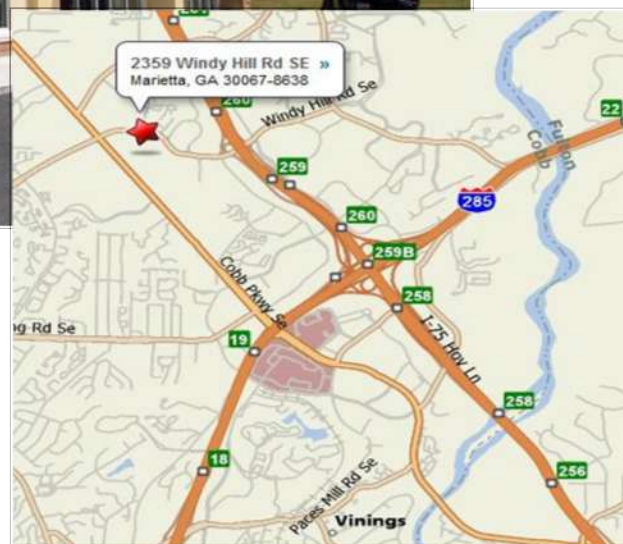 2359 Windy Hill Rd SE »
Marietta, GA 30067-8638
260
Windy Hill Rd Se
22
Fulton
Cobb
259
285
260
259B
Cobb Pkwy Se
258
I-75 Hov Ln
Rd Se
19
258
18
256
Paces Mill Rd Se
Vinings